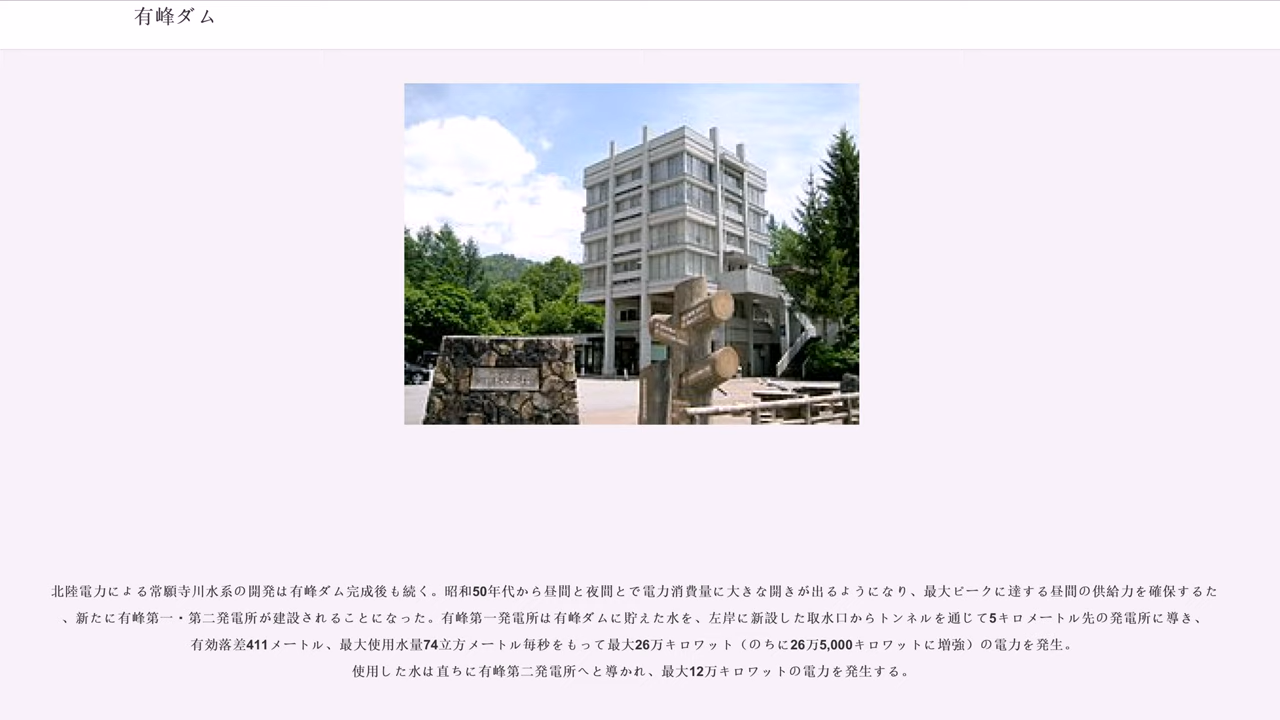 有峰ダム
北陸電力による常願寺川水系の開発は有峰ダム完成後も続く。昭和50年代から昼間と夜間とで電力消費量に大きな開きが出るようになり、最大ピークに達する昼間の供給力を確保するた
、新たに有峰第一・第二発電所が建設されることになった。有峰第一発電所は有峰ダムに貯えた水を、左岸に新設した取水口からトンネルを通じて5キロメートル先の発電所に導き、
有効落差411メートル、最大使用水量74立方メートル毎秒をもって最大26万キロワット（のちに26万5,000キロワットに増強）の電力を発生。
使用した水は直ちに有峰第二発電所へと導かれ、最大12万キロワットの電力を発生する。